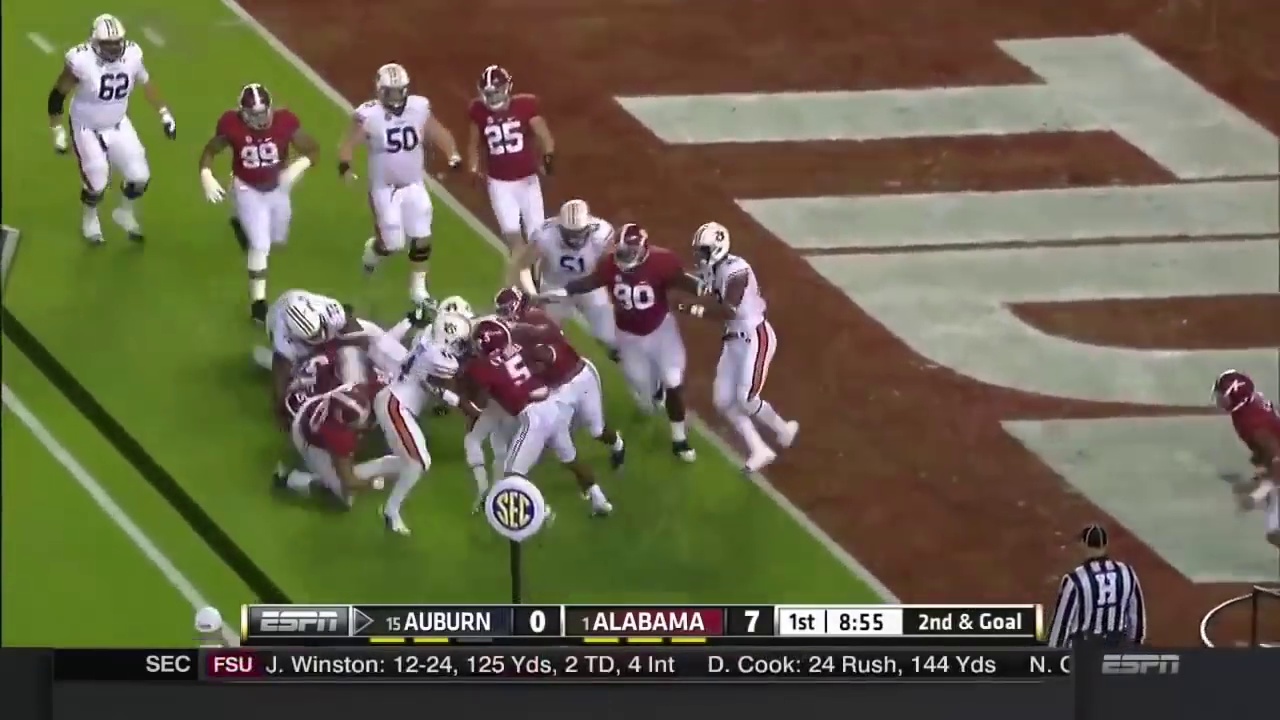 62
99
50
25
51
90
5
SEC
H
ESPN 15 AUBURN 0 1 ALABAMA 7 1st 8:55 2nd & Goal
SEC FSU J. Winston: 12-24, 125 Yds, 2 TD, 4 Int D. Cook: 24 Rush, 144 Yds N. ESPN